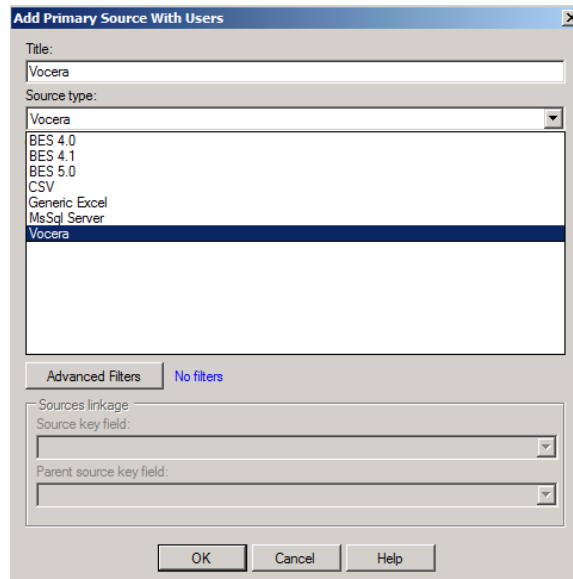 Add Primary Source With Users
Title:
Vocera
Source type:
Vocera
BES 4.0
BES 4.1
BES 5.0
CSV
Generic Excel
MsSql Server
Vocera
Advanced Filters No filters
Sources linkage
Source key field:
Parent source key field:
OK Cancel Help